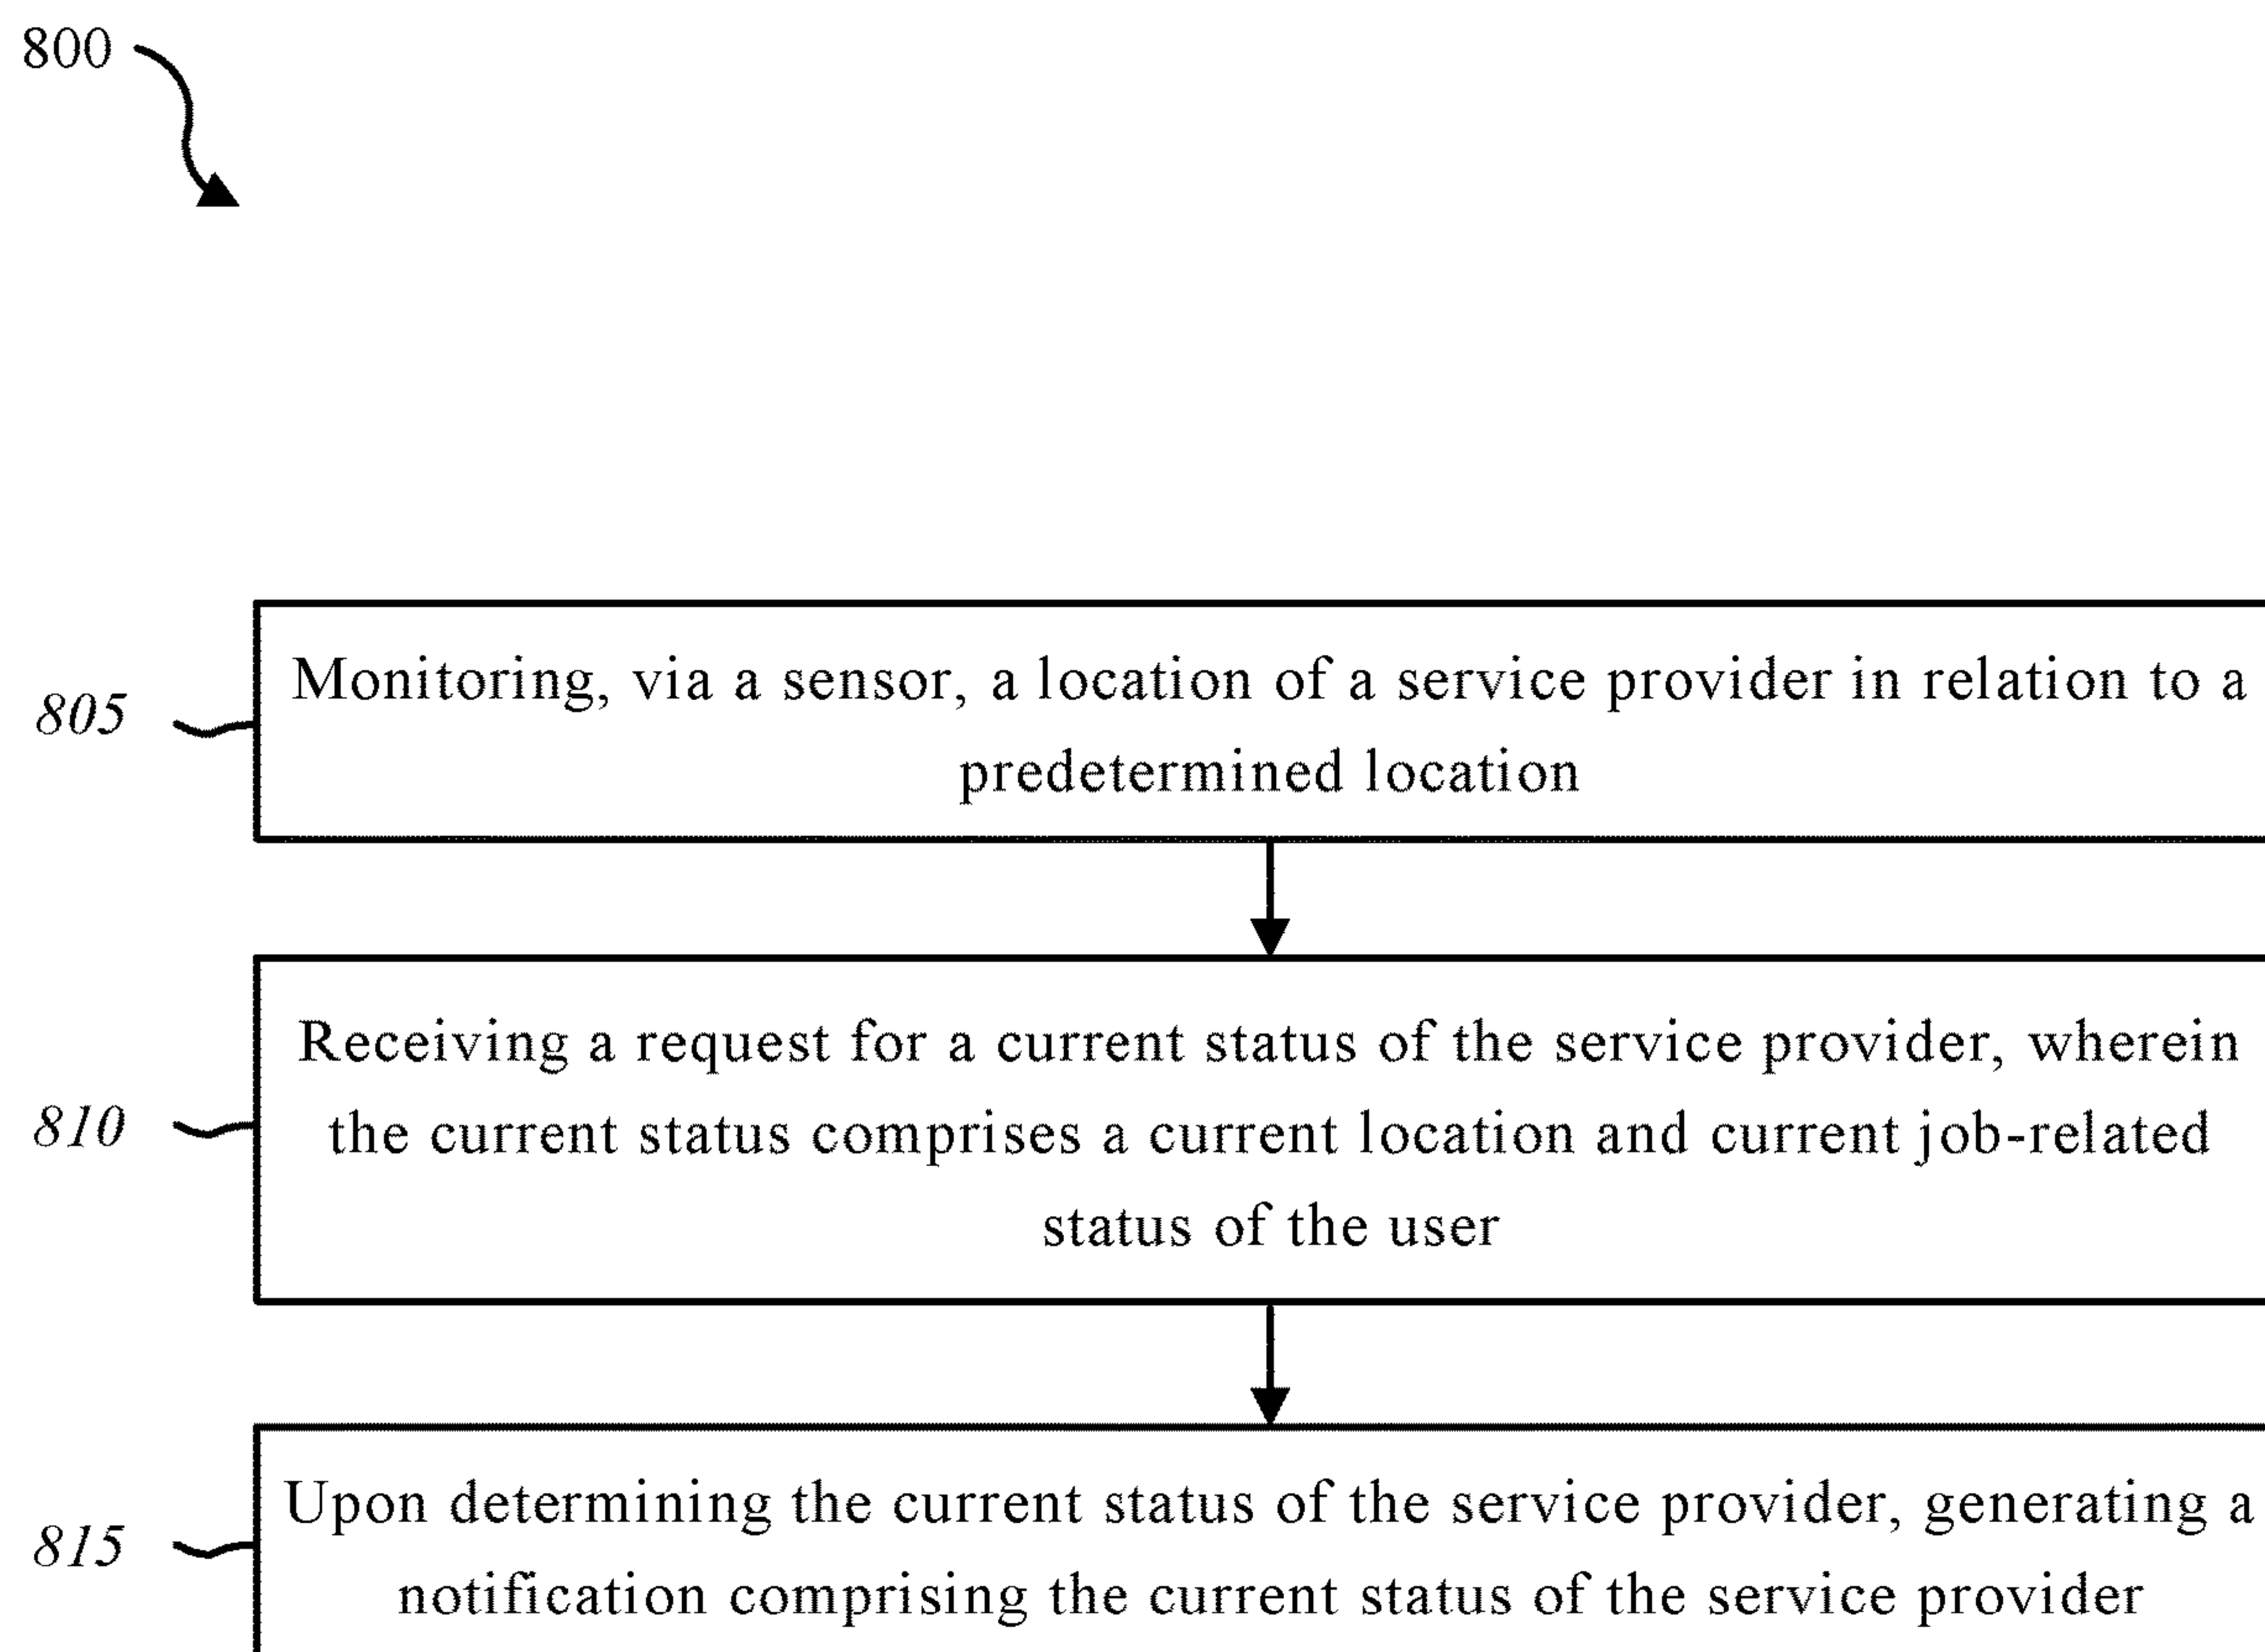 800
805
Monitoring, via a sensor, a location of a service provider in relation to a
predetermined location
810
Receiving a request for a current status of the service provider, wherein
the current status comprises a current location and current job-related
status of the user
815
Upon determining the current status of the service provider, generating a
notification comprising the current status of the service provider